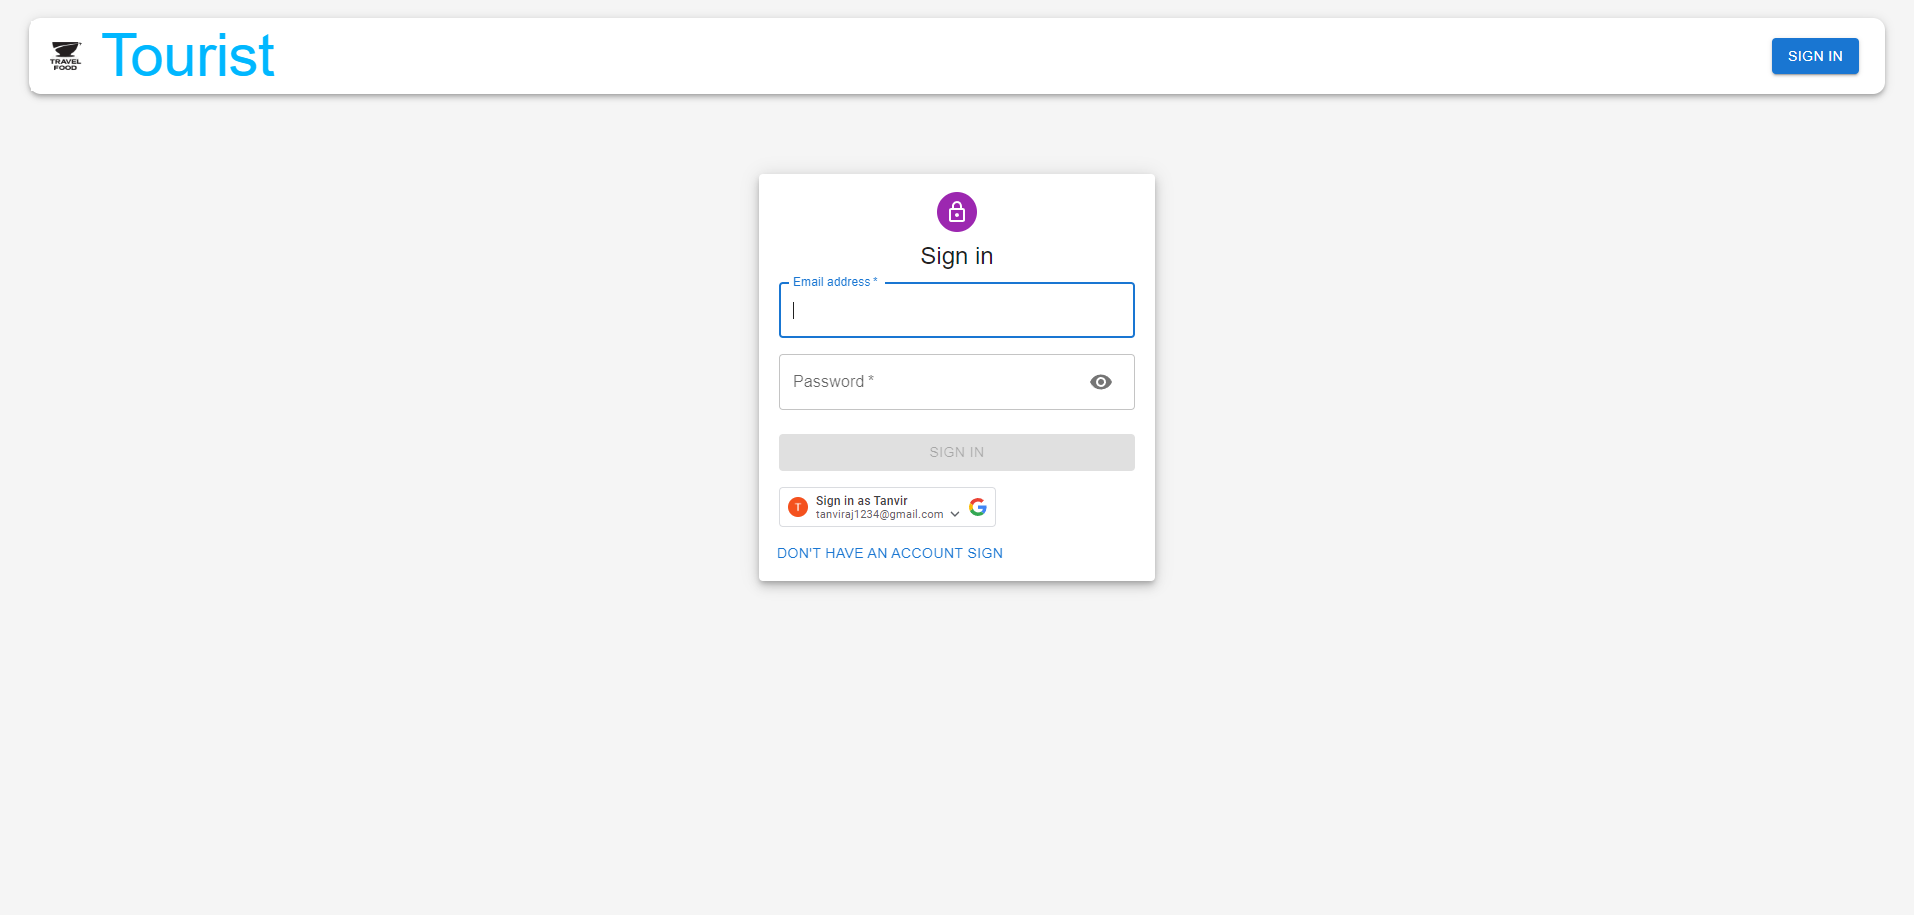 TRAVEL
FOOD
Tourist
SIGN IN
Sign in
Email address *
Password *
SIGN IN
T
Sign in as Tanvir
tanviraj1234@gmail.com
DON'T HAVE AN ACCOUNT SIGN